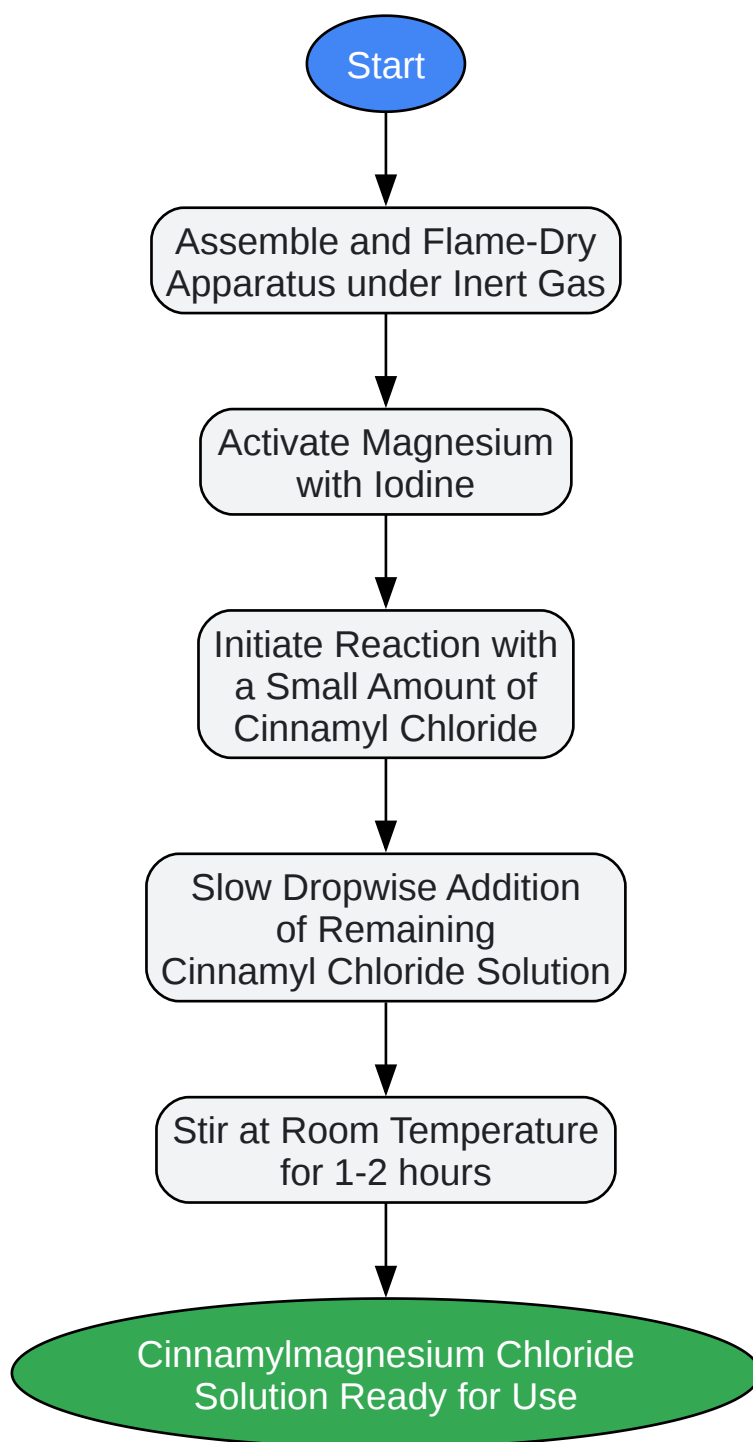 Start
Assemble and Flame-Dry
Apparatus under Inert Gas
Activate Magnesium
with Iodine
Initiate Reaction with
a Small Amount of
Cinnamyl Chloride
Slow Dropwise Addition
of Remaining
Cinnamyl Chloride Solution
Stir at Room Temperature
for 1-2 hours
Cinnamylmagnesium Chloride
Solution Ready for Use